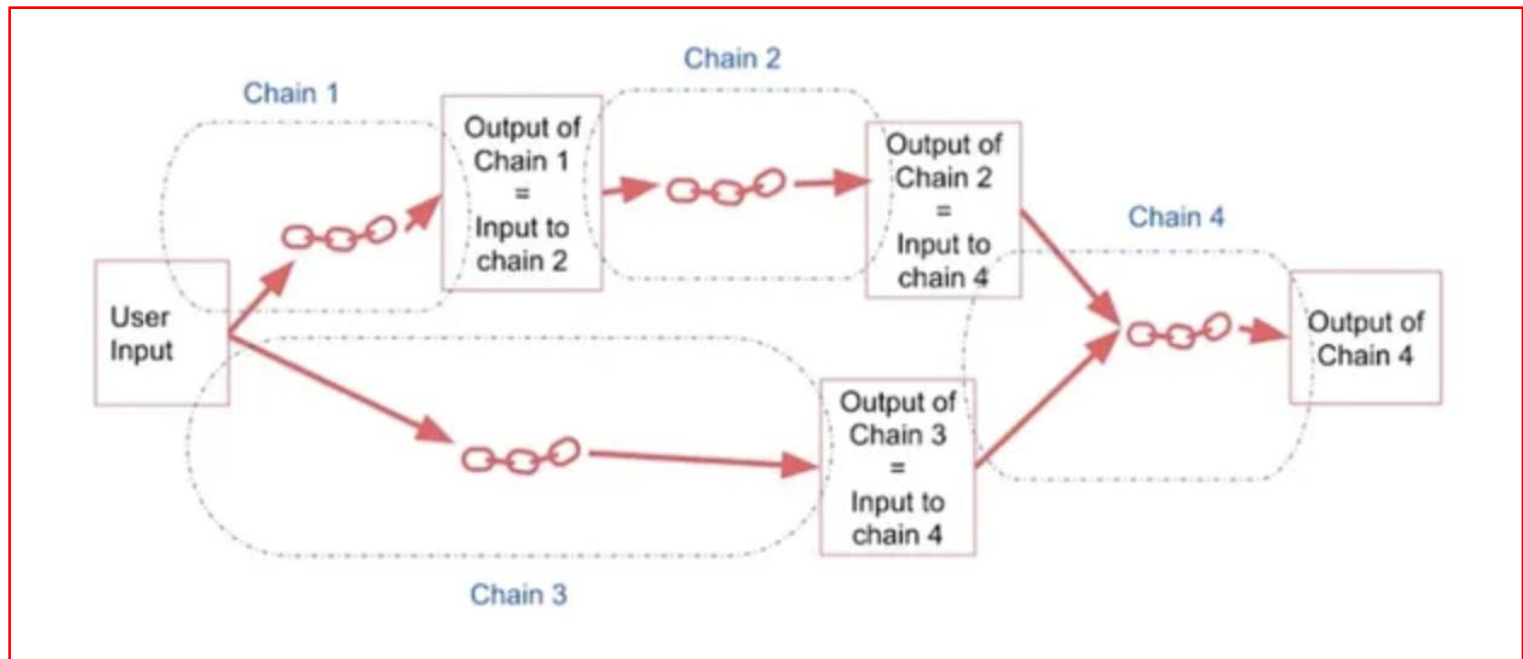 Chain 1
Chain 2
Output of
Chain 1
=
Input to
chain 2
Output of
Chain 2
=
Input to
chain 4
Chain 4
User
Input
Output of
Chain 4
Output of
Chain 3
=
Input to
chain 4
Chain 3